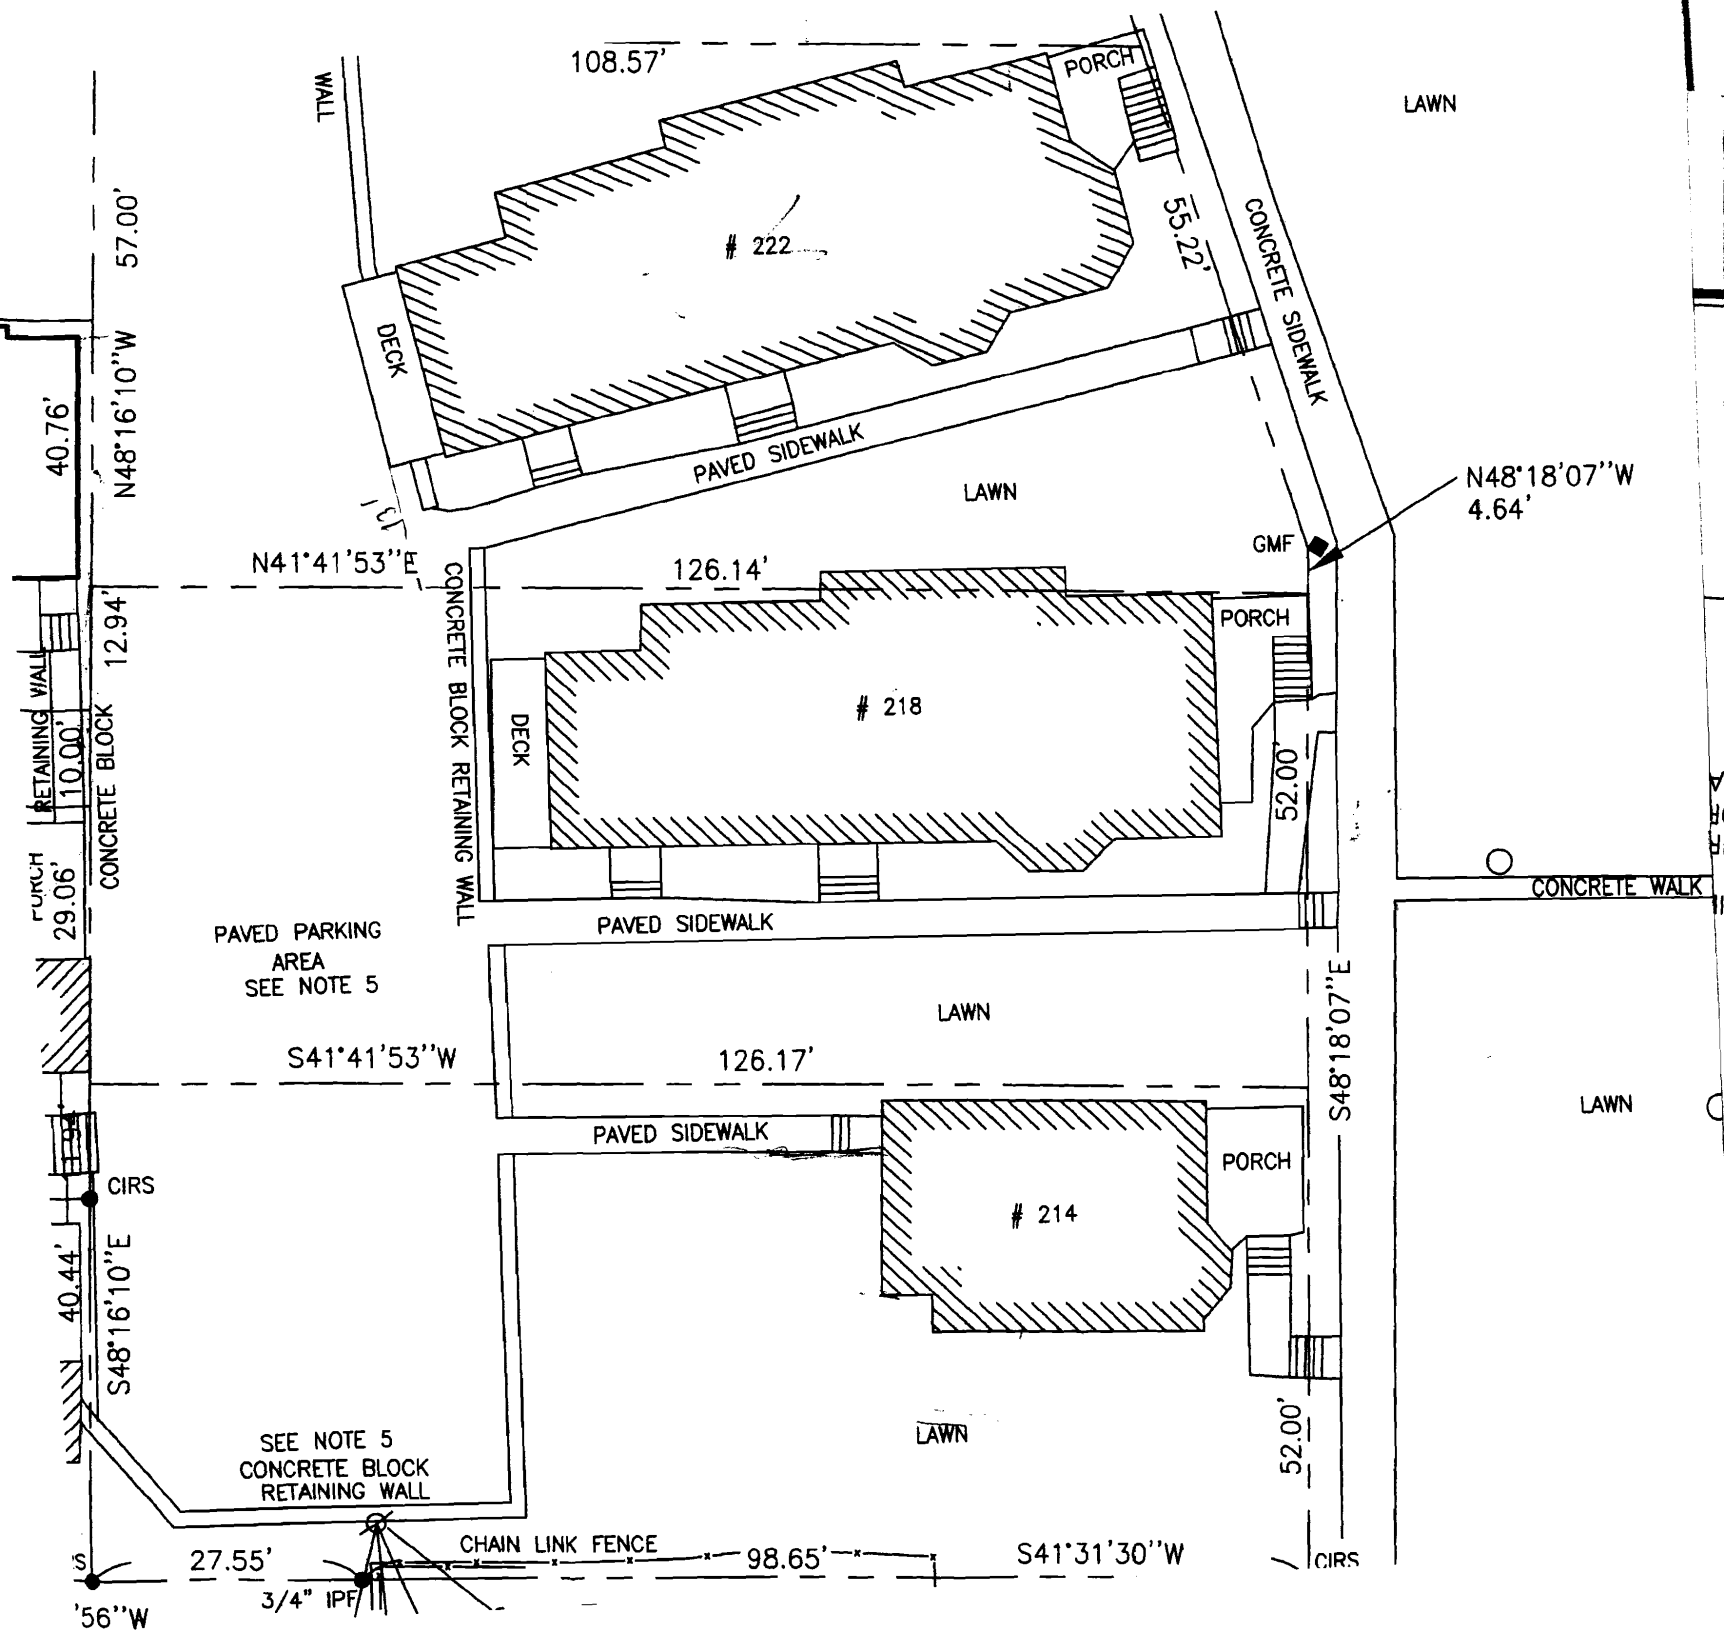 108.57'
PORCH
WALL
LAWN
57.00'
55.22'
CONCRETE SIDEWALK
# 222
DECK
40.76'
N48°16'10"W
PAVED SIDEWALK
LAWN
N48°18'07"W
4.64'
GMF
N41°41'53"E
126.14'
12.94'
PORCH
RETAINING WALL
10.00'
CONCRETE BLOCK
CONCRETE BLOCK RETAINING WALL
DECK
# 218
52.00'
PORCH
29.06'
CONCRETE WALK
PAVED SIDEWALK
PAVED PARKING
AREA
SEE NOTE 5
LAWN
S48°18'07"E
S41°41'53"W
126.17'
LAWN
PAVED SIDEWALK
PORCH
CIRS
# 214
40.44'
S48°16'10"E
LAWN
52.00'
SEE NOTE 5
CONCRETE BLOCK
RETAINING WALL
CHAIN LINK FENCE
27.55'
98.65'
S41°31'30"W
CIRS
3/4" IPF
'56"W